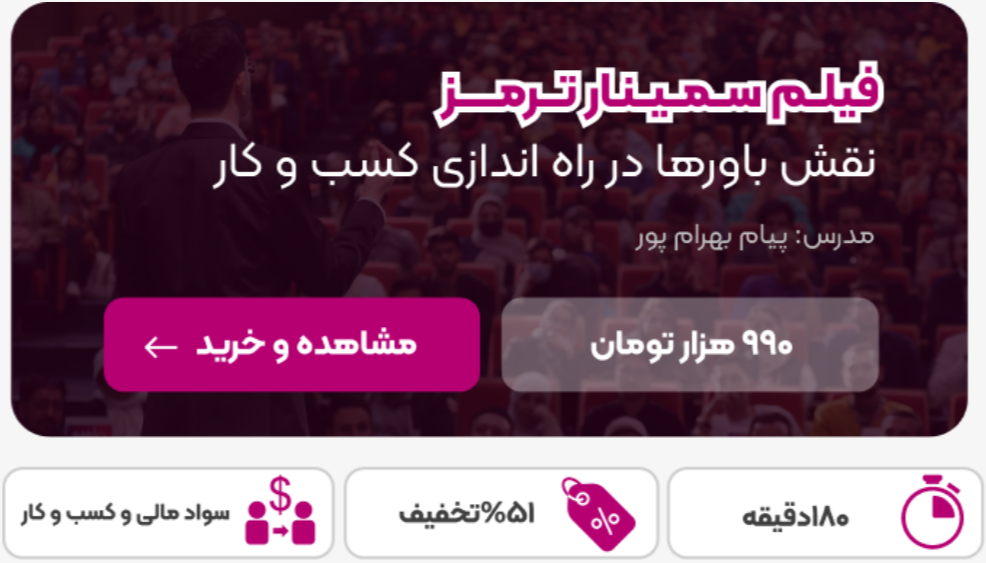 فیلم سمینار ترمز
نقش باورها در راه اندازی کسب و کار
مدرس: پیام بهرام پور
۹۹۰ هزار تومان
مشاهده و خرید ←
۱۸۰دقیقه
۵۱%تخفیف
سواد مالی و کسب و کار